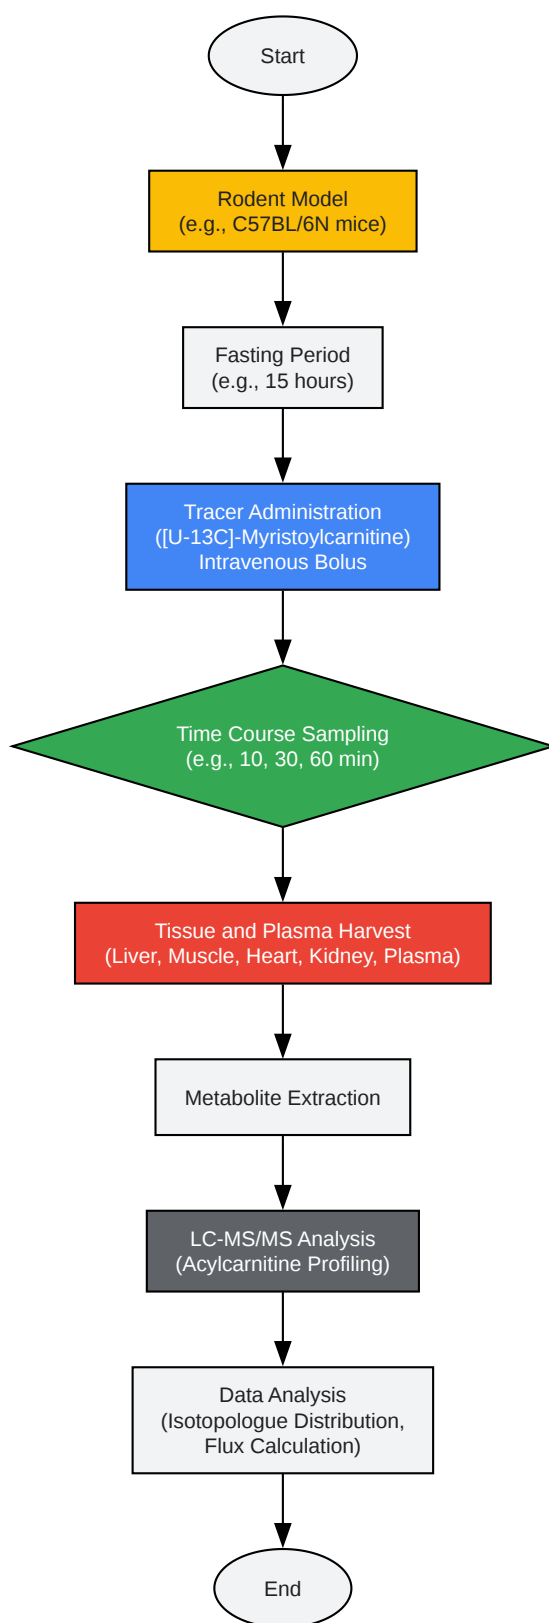 Start
Rodent Model
(e.g., C57BL/6N mice)
Fasting Period
(e.g., 15 hours)
Tracer Administration
([U-13C]-Myristoylcarnitine)
Intravenous Bolus
Time Course Sampling
(e.g., 10, 30, 60 min)
Tissue and Plasma Harvest
(Liver, Muscle, Heart, Kidney, Plasma)
Metabolite Extraction
LC-MS/MS Analysis
(Acylcarnitine Profiling)
Data Analysis
(Isotopologue Distribution,
Flux Calculation)
End